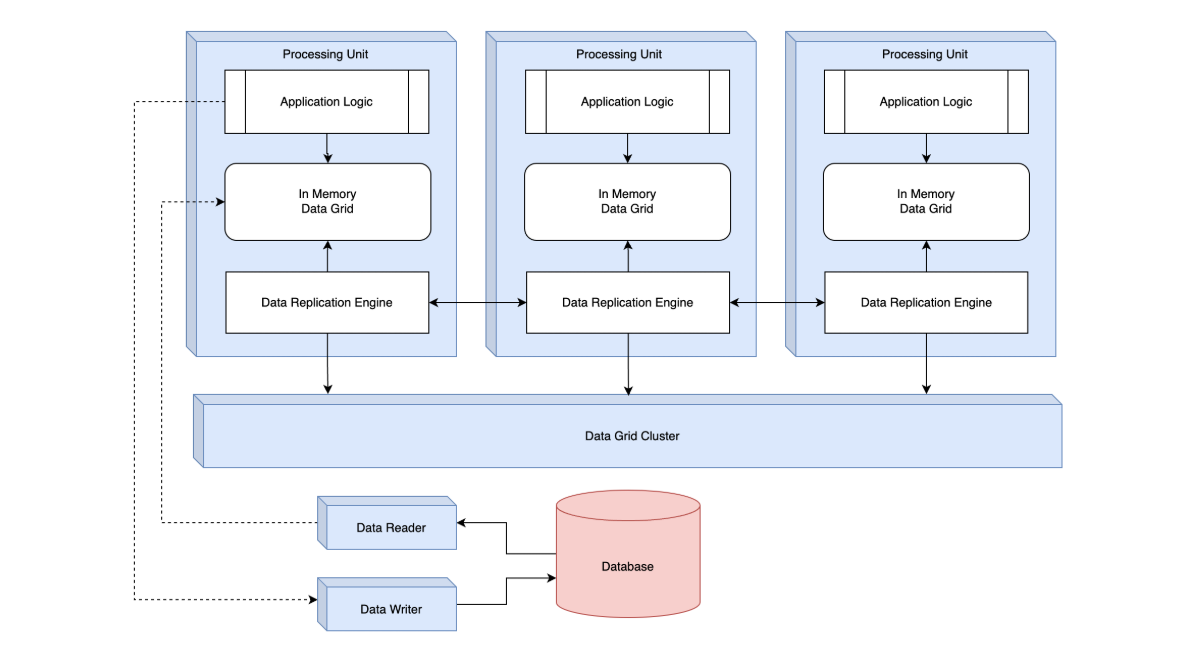 Processing Unit
Application Logic
In Memory
Data Grid
Data Replication Engine
Processing Unit
Application Logic
In Memory
Data Grid
Data Replication Engine
Processing Unit
Application Logic
In Memory
Data Grid
Data Replication Engine
Data Grid Cluster
Data Reader
Database
Data Writer